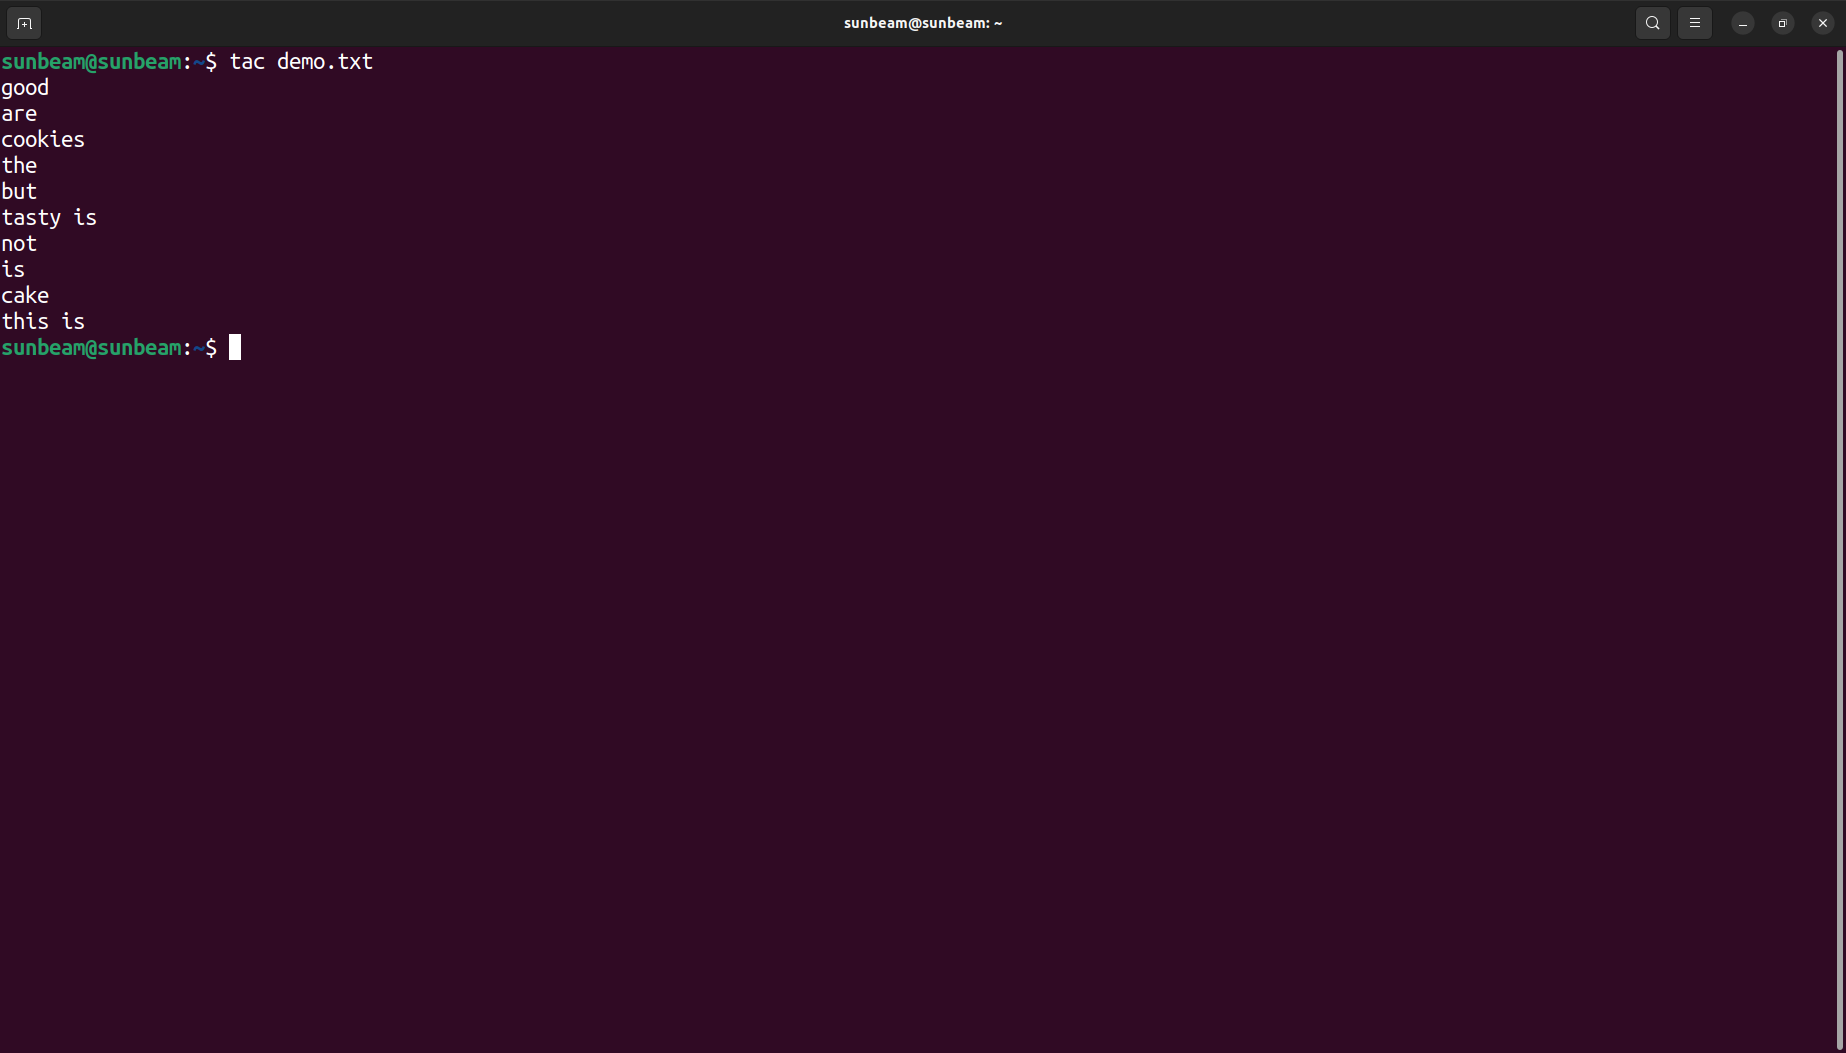 sunbeam@sunbeam: ~
sunbeam@sunbeam:~$ tac demo.txt
good
are
cookies
the
but
tasty is
not
is
cake
this is
sunbeam@sunbeam:~$